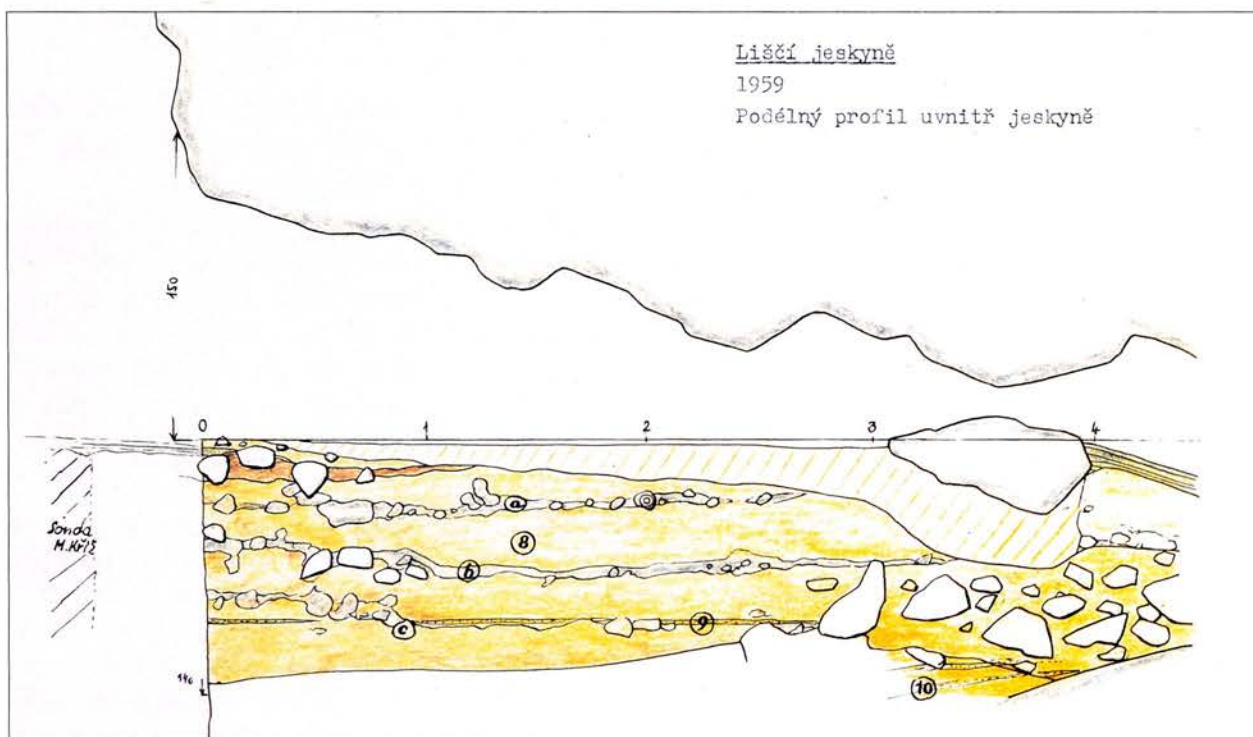 Liščí jeskyně
1959
Podélný profil uvnitř jeskyně
150
0 1 2 3 4
Sonda
M. Kříž
a
8
b
c
9
10
140